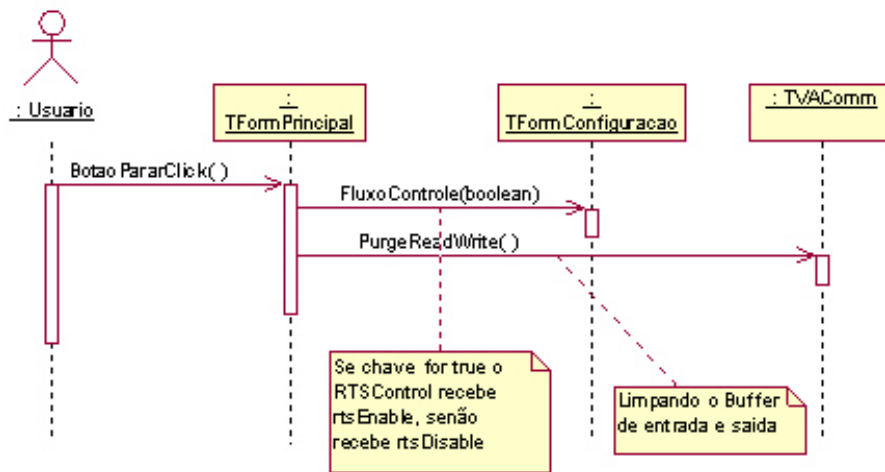 : Usuario
:
TFormPrincipal
:
TFormConfiguracao
: TVAComm
BotaoPararClick( )
FluxoControle(boolean)
PurgeReadWrite( )
Se chave for true o
RTSControl recebe
rtsEnable, senão
recebe rtsDisable
Limpando o Buffer
de entrada e saida